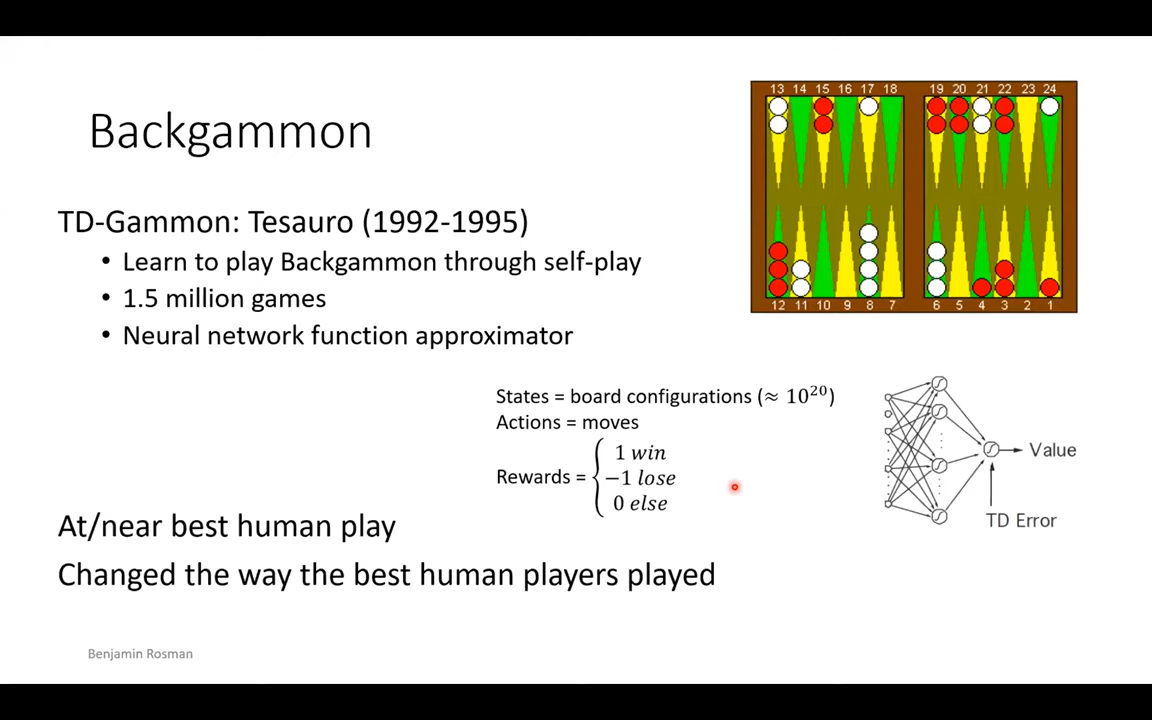 Backgammon
TD-Gammon: Tesauro (1992-1995)
• Learn to play Backgammon through self-play
• 1.5 million games
• Neural network function approximator
13 14 15 16 17 18 19 20 21 22 23 24
12 11 10 9 8 7 6 5 4 3 2 1
States = board configurations (≈ 10²⁰)
Actions = moves
Rewards = { 1 win
−1 lose
0 else
Value
TD Error
At/near best human play
Changed the way the best human players played
Benjamin Rosman